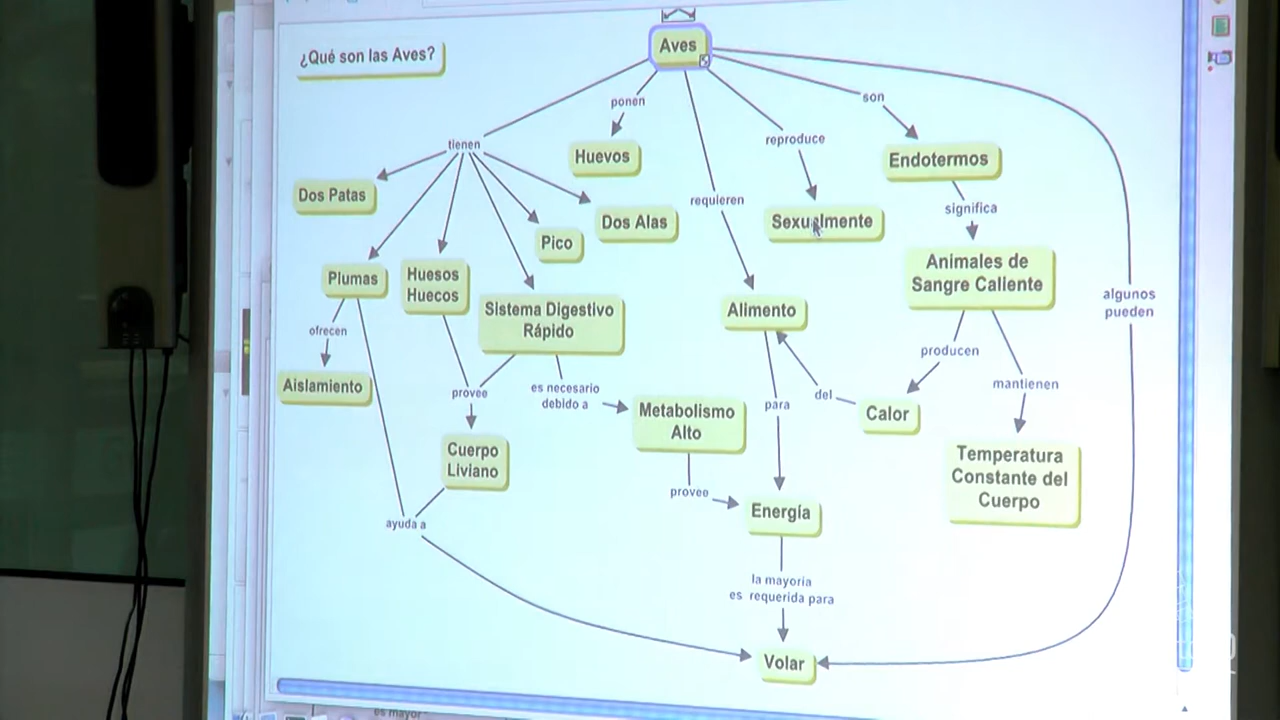 Aves
¿Qué son las Aves?
ponen
son
tienen
reproduce
Huevos
Endotermos
Dos Patas
requieren
significa
Dos Alas
Sexualmente
Pico
Plumas
Huesos
Huecos
Animales de
Sangre Caliente
algunos
pueden
Sistema Digestivo
Rápido
Alimento
ofrecen
producen
Aislamiento
provee
es necesario
debido a
del
mantienen
para
Metabolismo
Alto
Calor
Cuerpo
Liviano
Temperatura
Constante del
Cuerpo
provee
Energía
ayuda a
la mayoría
es requerida para
Volar
es mayor